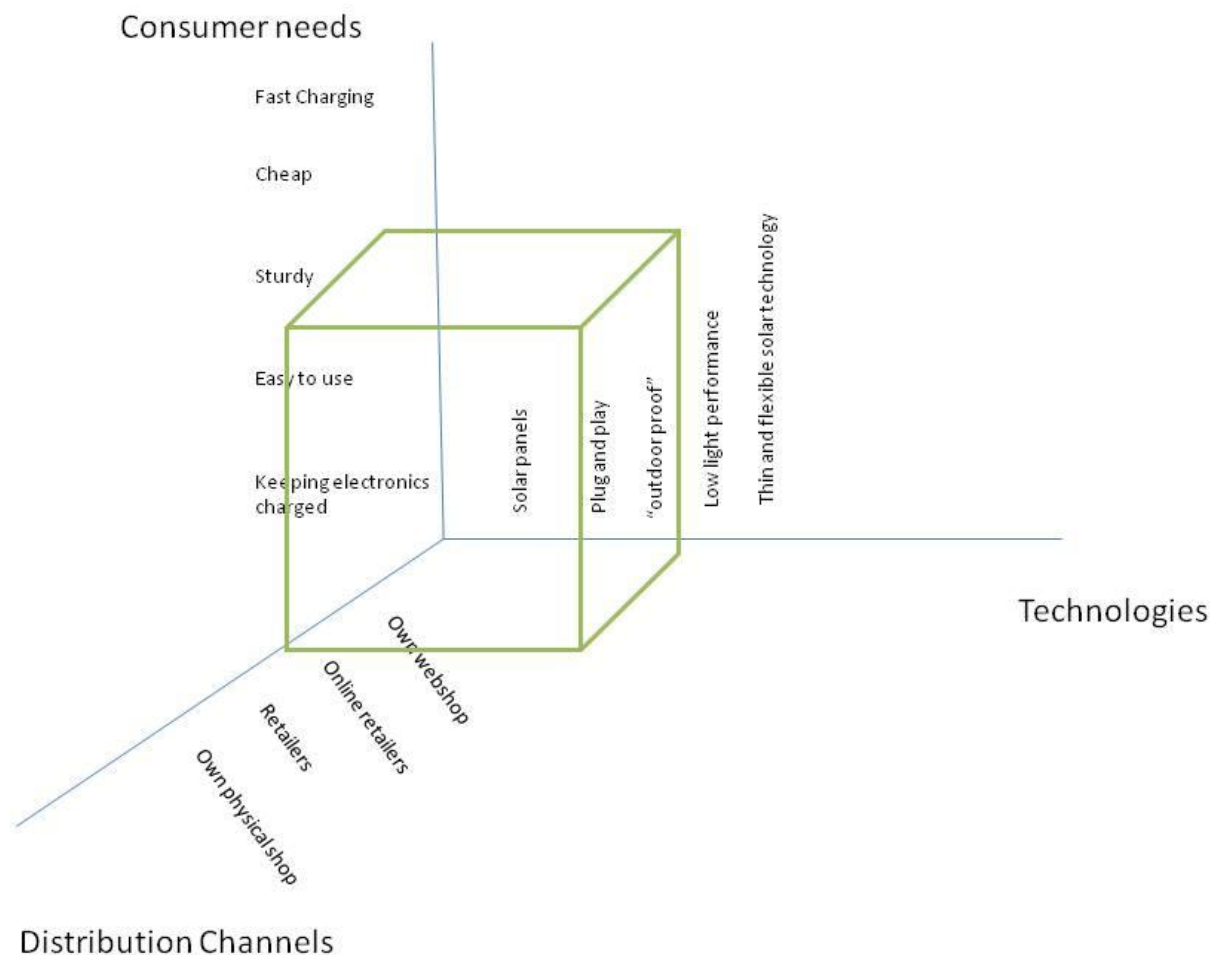 Consumer needs
Fast Charging
Cheap
Sturdy
Easy to use
Keeping electronics
charged
Solar panels
Plug and play
“outdoor proof”
Low light performance
Thin and flexible solar technology
Technologies
Own webshop
Online retailers
Retailers
Own physical shop
Distribution Channels